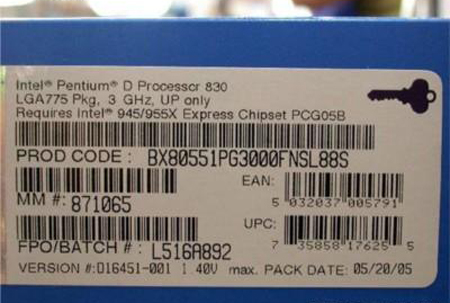 Intel® Pentium® D Processor 830
LGA775 Pkg, 3 GHz, UP only
Requires Intel® 945/955X Express Chipset PCG05B
PROD CODE: BX80551PG3000FNSL88S
EAN: 5 032037 005791
MM #: 871065
UPC: 7 35858 17625 5
FPO/BATCH #: L516A892
VERSION #:D16451-001 1.40V max. PACK DATE: 05/20/05